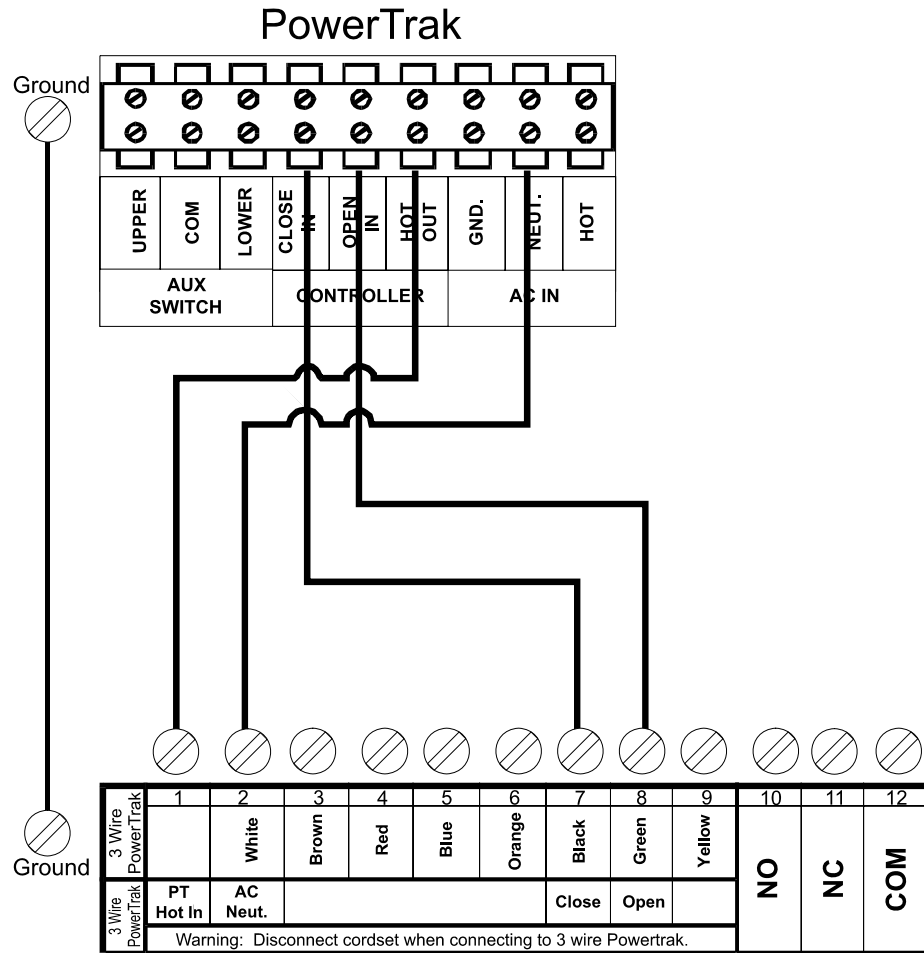 PowerTrak
Ground
UPPER
COM
LOWER
CLOSE
IN
OPEN
IN
HOT
OUT
GND.
NEUT.
HOT
AUX
SWITCH
CONTROLLER
AC IN
1 2 3 4 5 6 7 8 9 10 11 12
3 Wire
PowerTrak
White
Brown
Red
Blue
Orange
Black
Green
Yellow
NO
NC
COM
Ground
3 Wire
PowerTrak
PT
Hot In
AC
Neut.
Close
Open
Warning: Disconnect cordset when connecting to 3 wire Powertrak.